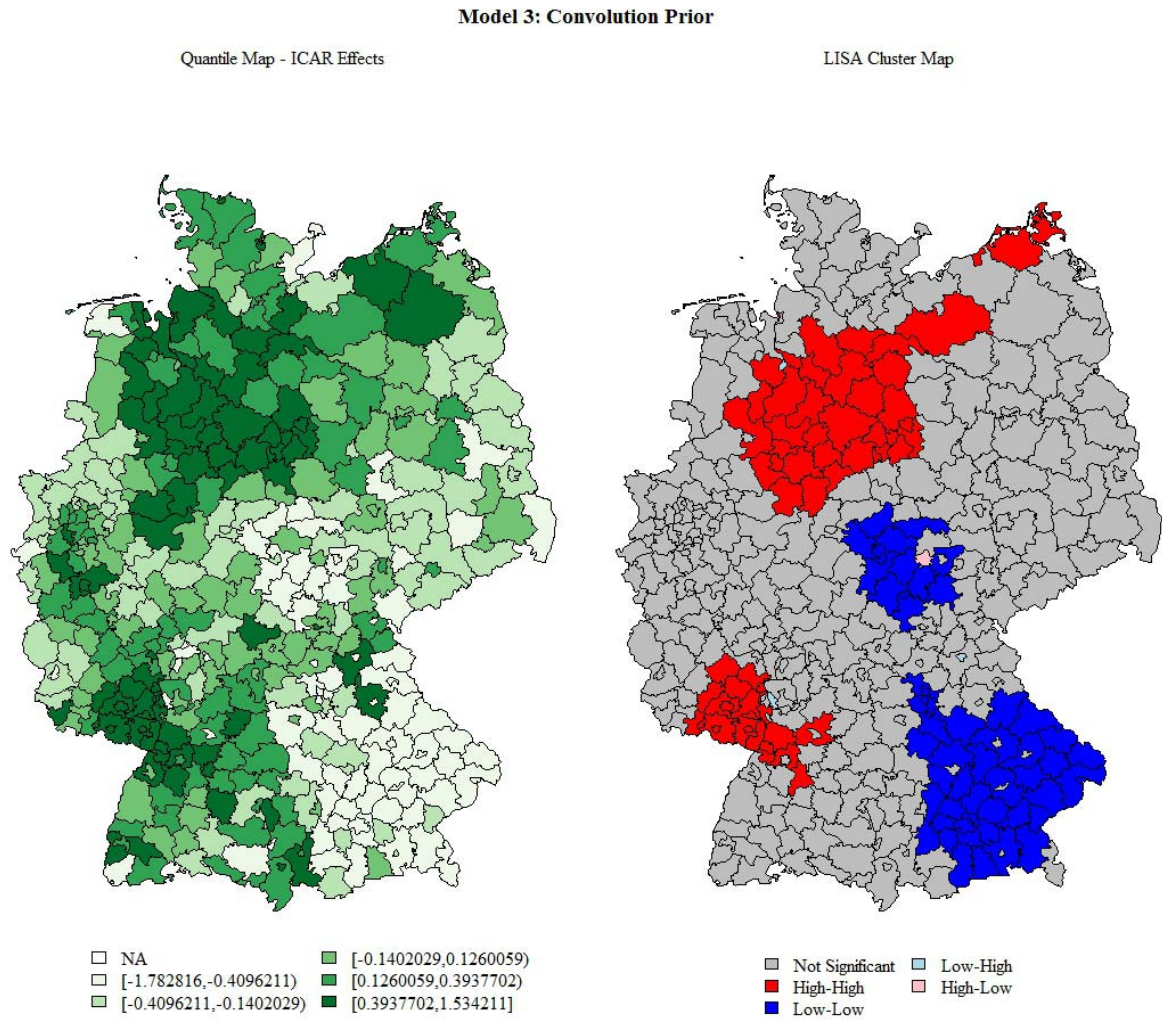 Model 3: Convolution Prior
Quantile Map - ICAR Effects
LISA Cluster Map
NA
[-1.782816,-0.4096211)
[-0.4096211,-0.1402029)
[-0.1402029,0.1260059)
[0.1260059,0.3937702)
[0.3937702,1.534211]
Not Significant
High-High
Low-Low
Low-High
High-Low